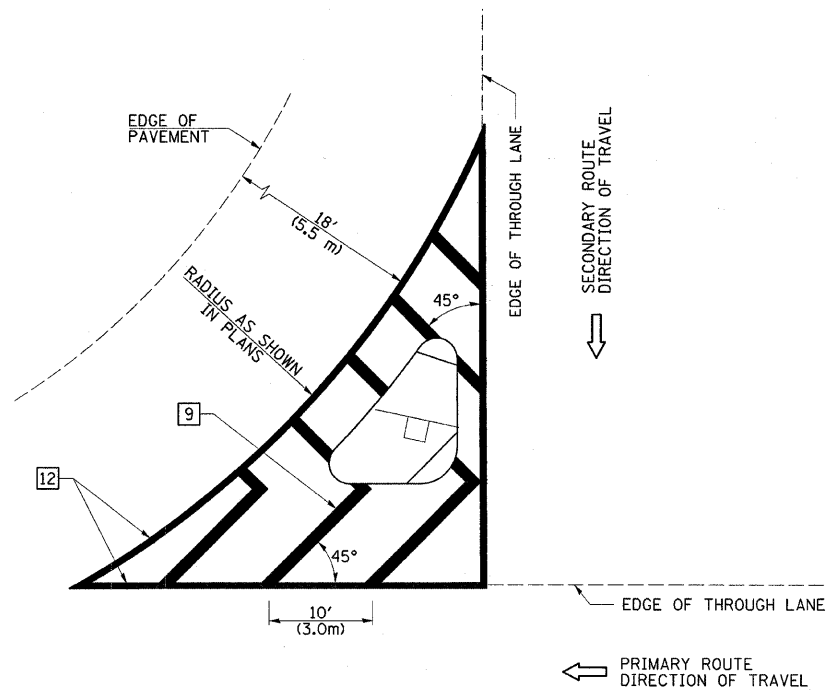 EDGE OF
PAVEMENT
18'
(5.5 m)
EDGE OF THROUGH LANE
SECONDARY ROUTE
DIRECTION OF TRAVEL
RADIUS AS SHOWN
IN PLANS
45°
9
12
45°
10'
(3.0m)
EDGE OF THROUGH LANE
PRIMARY ROUTE
DIRECTION OF TRAVEL